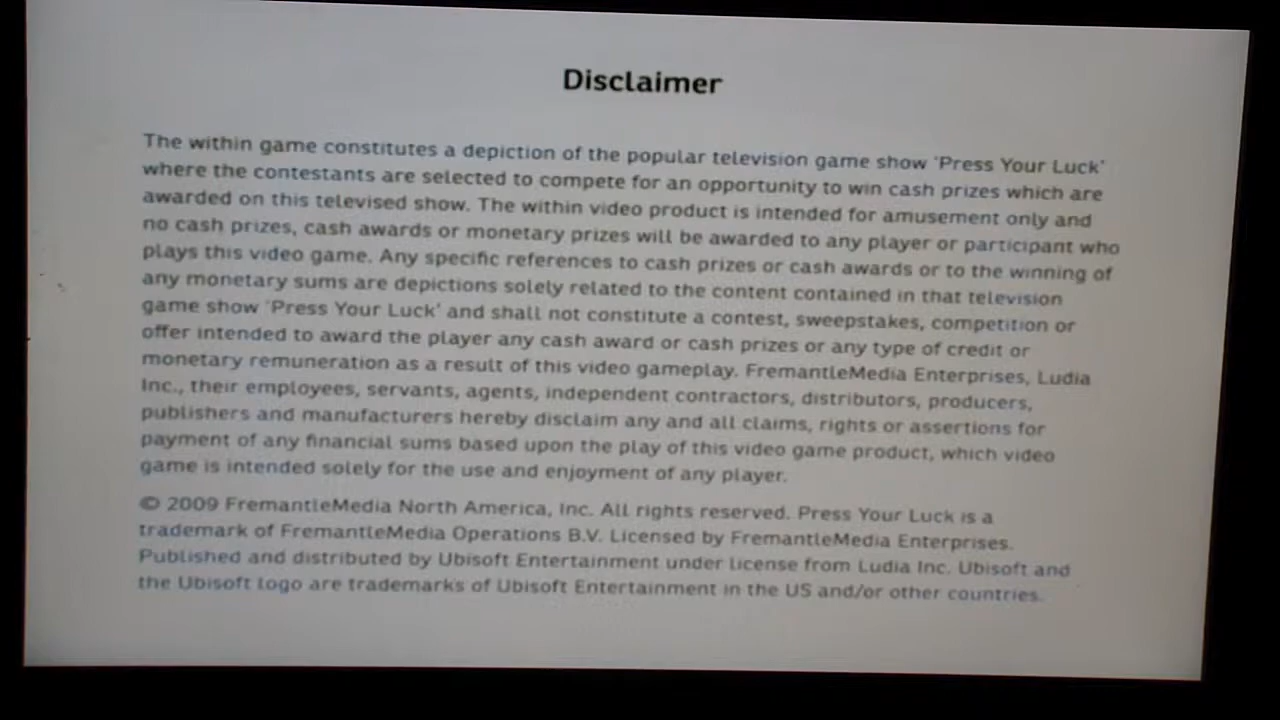 Disclaimer
The within game constitutes a depiction of the popular television game show 'Press Your Luck'
where the contestants are selected to compete for an opportunity to win cash prizes which are
awarded on this televised show. The within video product is intended for amusement only and
no cash prizes, cash awards or monetary prizes will be awarded to any player or participant who
plays this video game. Any specific references to cash prizes or cash awards or to the winning of
any monetary sums are depictions solely related to the content contained in that television
game show 'Press Your Luck' and shall not constitute a contest, sweepstakes, competition or
offer intended to award the player any cash award or cash prizes or any type of credit or
monetary remuneration as a result of this video gameplay. FremantleMedia Enterprises, Ludia
Inc., their employees, servants, agents, independent contractors, distributors, producers,
publishers and manufacturers hereby disclaim any and all claims, rights or assertions for
payment of any financial sums based upon the play of this video game product, which video
game is intended solely for the use and enjoyment of any player.
© 2009 FremantleMedia North America, Inc. All rights reserved. Press Your Luck is a
trademark of FremantleMedia Operations B.V. Licensed by FremantleMedia Enterprises.
Published and distributed by Ubisoft Entertainment under license from Ludia Inc. Ubisoft and
the Ubisoft logo are trademarks of Ubisoft Entertainment in the US and/or other countries.